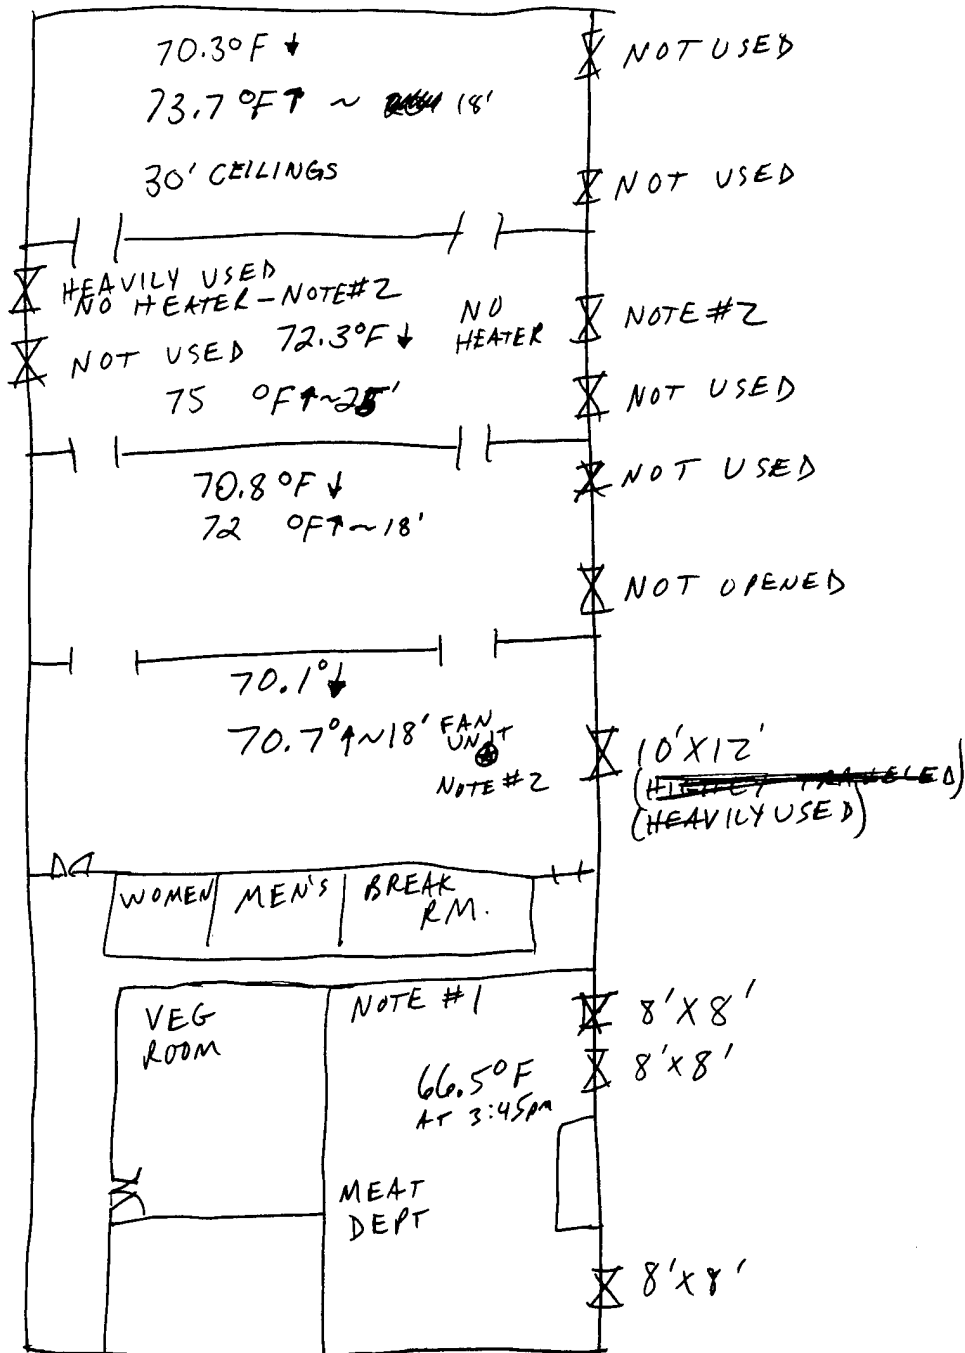 70.3°F ↓
NOT USED
73.7°F↑ ~ 18'
30' CEILINGS
NOT USED
HEAVILY USED
NO HEATER - NOTE #2
NO
HEATER
NOTE #2
NOT USED
72.3°F ↓
75 °F↑~25'
NOT USED
70.8°F ↓
NOT USED
72 °F↑~18'
NOT OPENED
70.1°↓
70.7°↑~18'
FAN
UNIT
NOTE #2
10'X12'
(HIGHLY TRAVELED)
(HEAVILY USED)
WOMEN
MEN'S
BREAK
RM.
VEG
ROOM
NOTE #1
8'X8'
8'X8'
66.5°F
AT 3:45pm
MEAT
DEPT
8'X8'